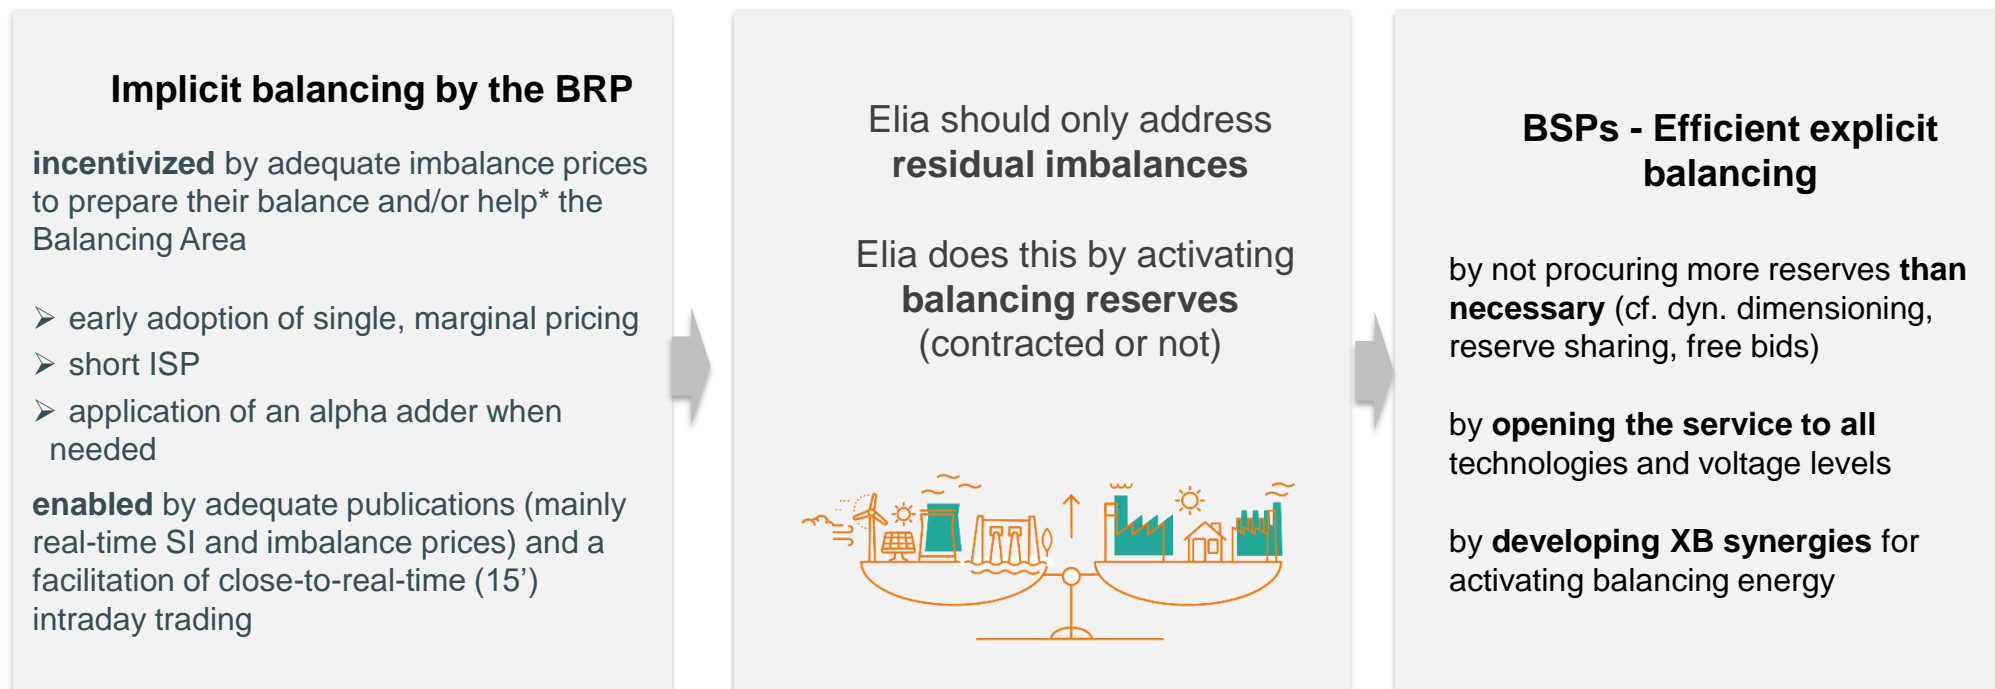 Implicit balancing by the BRP
incentivized by adequate imbalance prices
to prepare their balance and/or help* the
Balancing Area
➢ early adoption of single, marginal pricing
➢ short ISP
➢ application of an alpha adder when
needed
enabled by adequate publications (mainly
real-time SI and imbalance prices) and a
facilitation of close-to-real-time (15’)
intraday trading
Elia should only address
residual imbalances
Elia does this by activating
balancing reserves
(contracted or not)
BSPs - Efficient explicit
balancing
by not procuring more reserves than
necessary (cf. dyn. dimensioning,
reserve sharing, free bids)
by opening the service to all
technologies and voltage levels
by developing XB synergies for
activating balancing energy